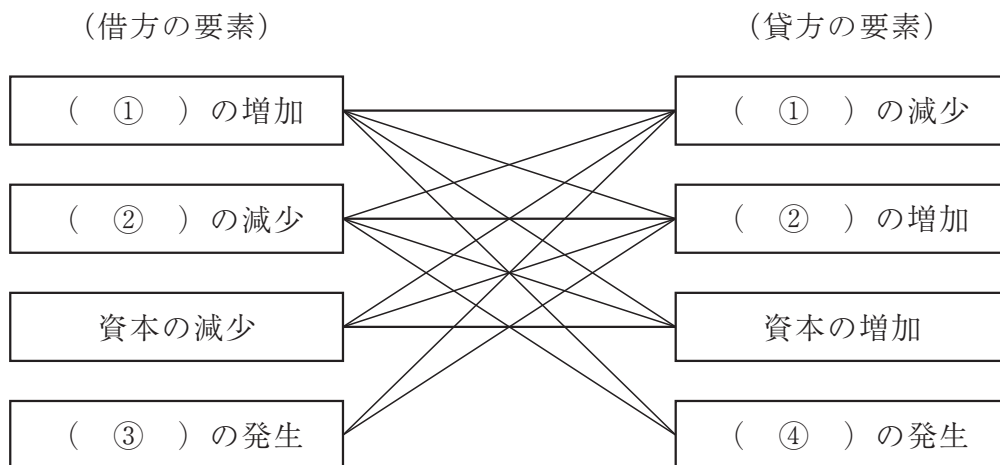 (借方の要素) (貸方の要素)
( ① )の増加 ( ① )の減少
( ② )の減少 ( ② )の増加
資本の減少 資本の増加
( ③ )の発生 ( ④ )の発生